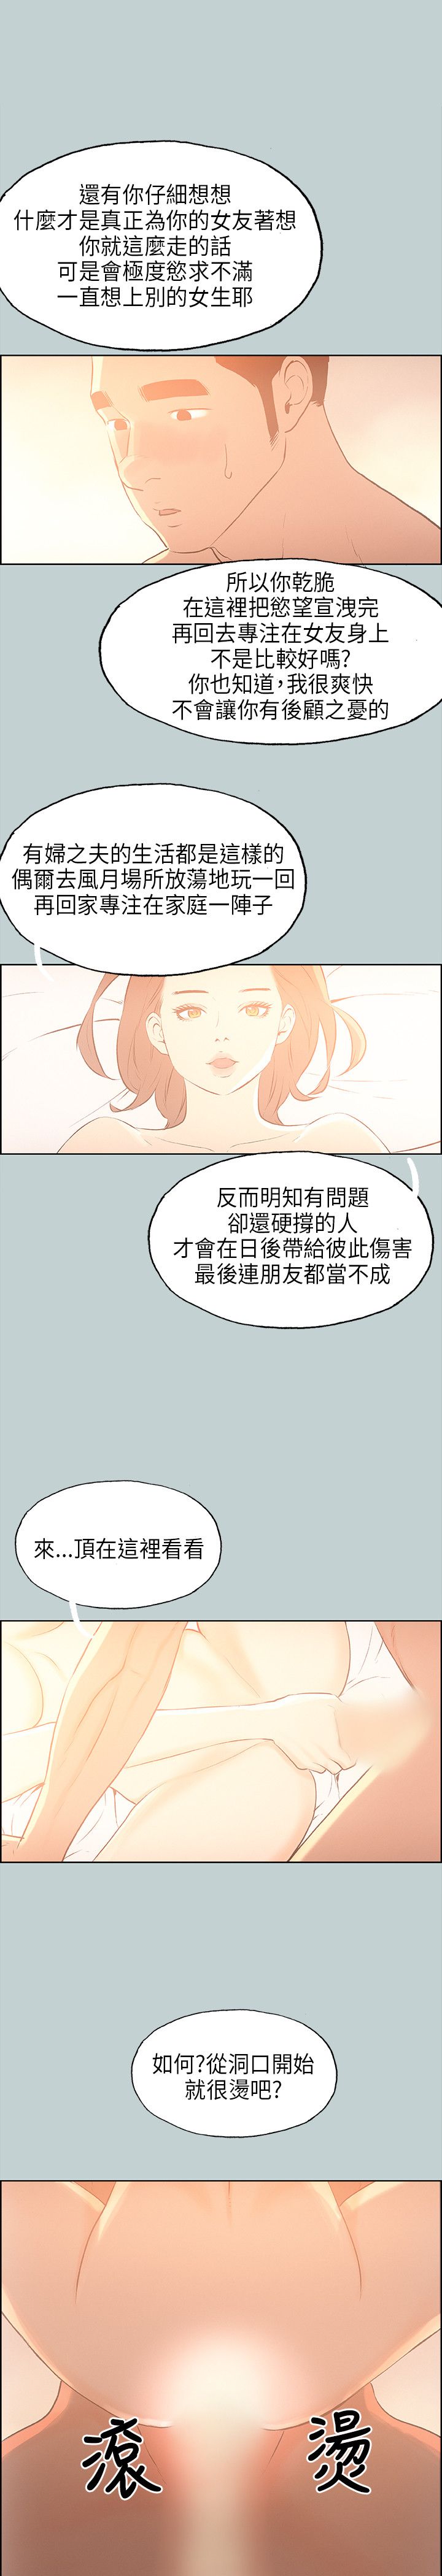 還有你仔細想想
什麼才是真正為你的女友著想
你就這麼走的話
可是會極度慾求不滿
一直想上別的女生耶
所以你乾脆
在這裡把慾望宣洩完
再回去專注在女友身上
不是比較好嗎?
你也知道,我很爽快
不會讓你有後顧之憂的
有婦之夫的生活都是這樣的
偶爾去風月場所放蕩地玩一回
再回家專注在家庭一陣子
反而明知有問題
卻還硬撐的人
才會在日後帶給彼此傷害
最後連朋友都當不成
來...頂在這裡看看
如何?從洞口開始
就很燙吧?
滾燙